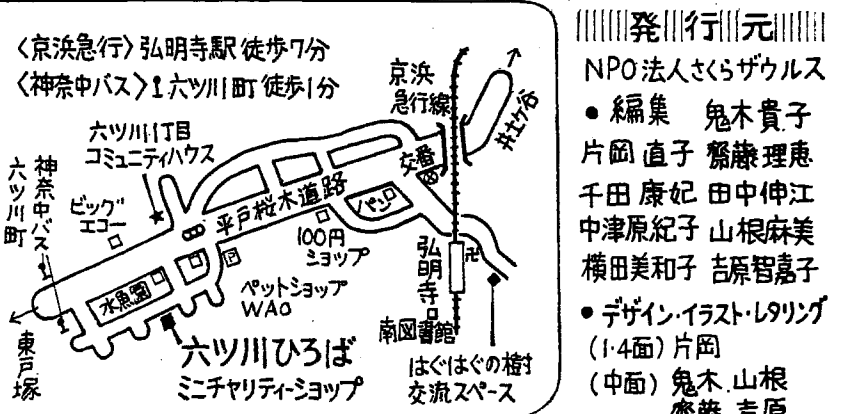 〈京浜急行〉弘明寺駅 徒歩7分
〈神奈中バス〉六ツ川町 徒歩1分
京浜
急行線
井土ヶ谷
六ツ川1丁目
コミュニティハウス
交番
神奈中バス
六ツ川町
ビッグ
エコー
平戸桜木道路
パン
100円
ショップ
P
弘明寺
卍
水魚園
ペットショップ
WAO
南図書館
東戸塚
六ツ川ひろば
ミニチャリティーショップ
はぐはぐの樹
交流スペース
発行元
NPO法人さくらザウルス
● 編集 鬼木貴子
片岡直子 齋藤理恵
千田康妃 田中伸江
中津原紀子 山根麻美
横田美和子 吉原智嘉子
● デザイン・イラスト・レタリング
(1・4面) 片岡
(中面) 鬼木 山根
齋藤 吉原